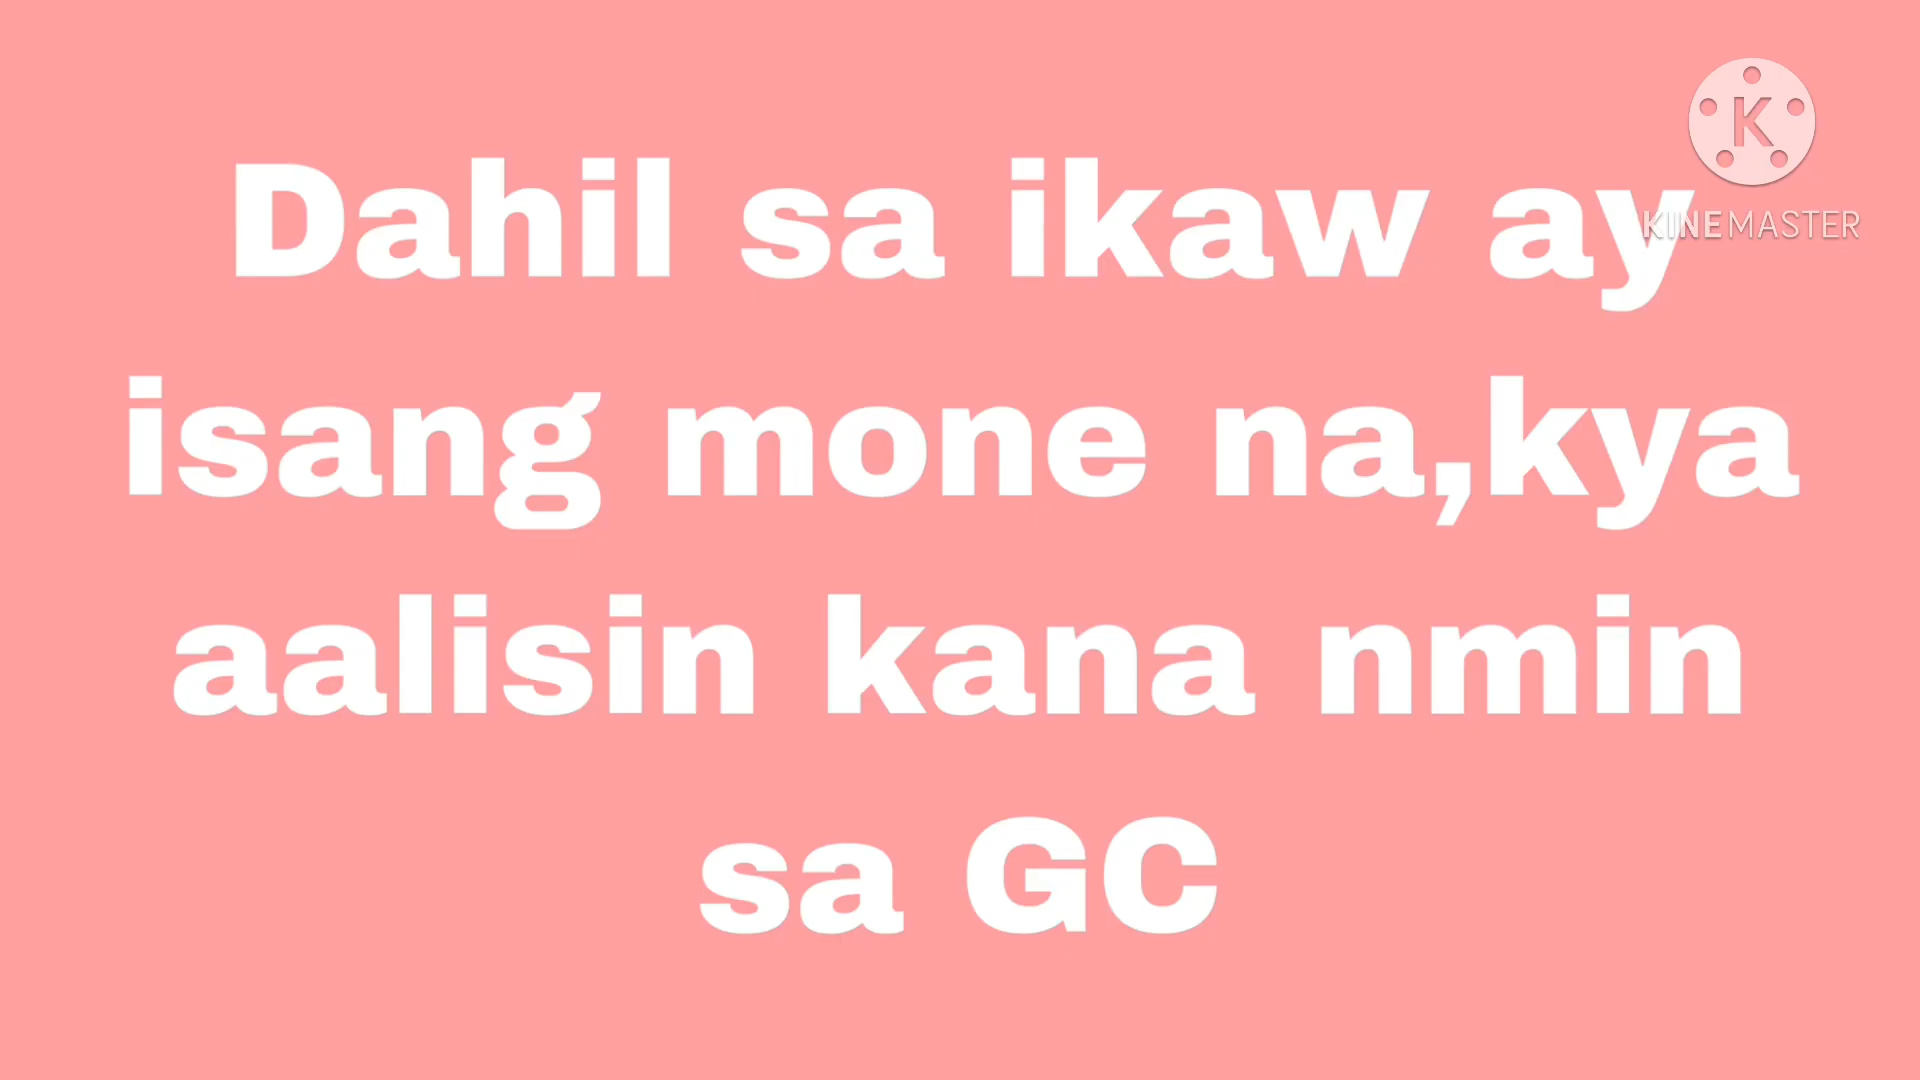 K
KINEMASTER
Dahil sa ikaw ay
isang mone na,kya
aalisin kana nmin
sa GC